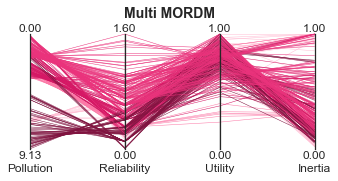 Multi MORDM
0.00 1.60 1.00 1.00
9.13 0.00 0.00 0.00
Pollution Reliability Utility Inertia